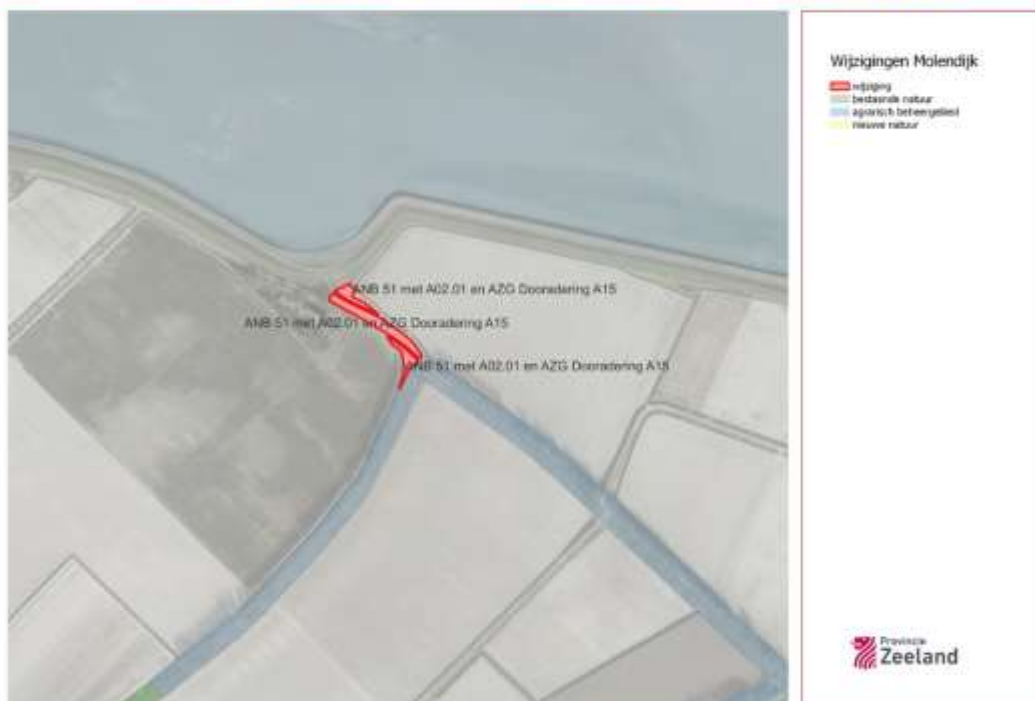 Wijzigingen Molendijk
wijziging
bestaande natuur
agrarisch beheergebied
nieuwe natuur
ANB 51 met A02.01 en AZG Dooradering A15
ANB 51 met A02.01 en AZG Dooradering A15
ANB 51 met A02.01 en AZG Dooradering A15
Provincie
Zeeland